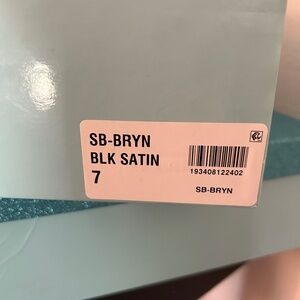 SB-BRYN
BLK SATIN
7
193408122402
SB-BRYN